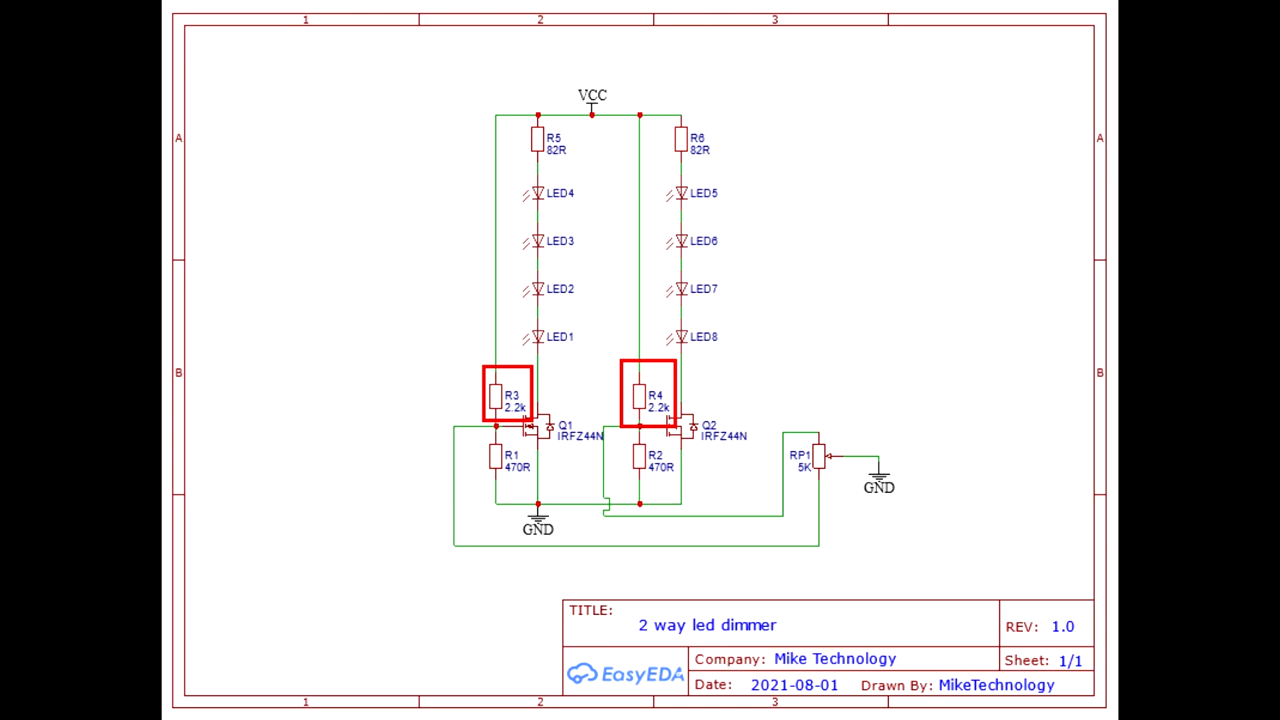 1 2 3
VCC
A A
R5 R6
82R 82R
LED4 LED5
LED3 LED6
LED2 LED7
LED1 LED8
B B
R3 R4
2.2k 2.2k
Q1 Q2
IRFZ44N IRFZ44N
R1 R2 RP1
470R 470R 5K
GND
GND
TITLE:
2 way led dimmer
REV: 1.0
EasyEDA
Company: Mike Technology
Sheet: 1/1
Date: 2021-08-01 Drawn By: MikeTechnology
1 2 3